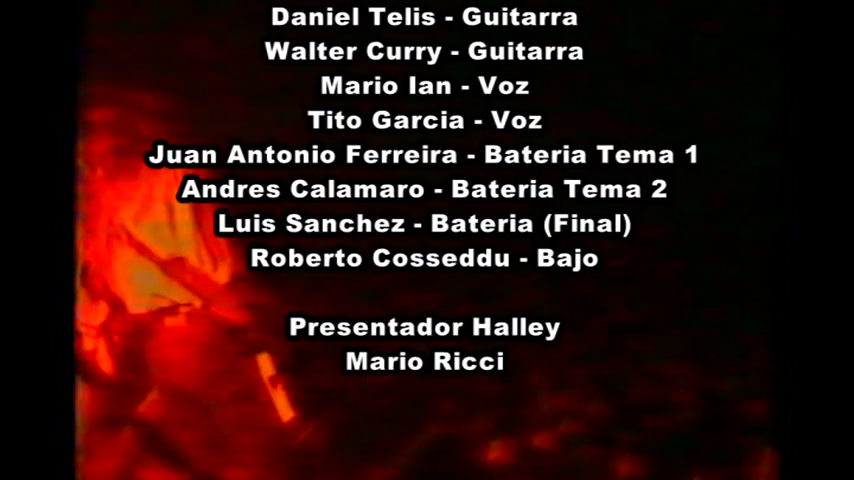 Daniel Telis - Guitarra
Walter Curry - Guitarra
Mario Ian - Voz
Tito Garcia - Voz
Juan Antonio Ferreira - Bateria Tema 1
Andres Calamaro - Bateria Tema 2
Luis Sanchez - Bateria (Final)
Roberto Cosseddu - Bajo
Presentador Halley
Mario Ricci